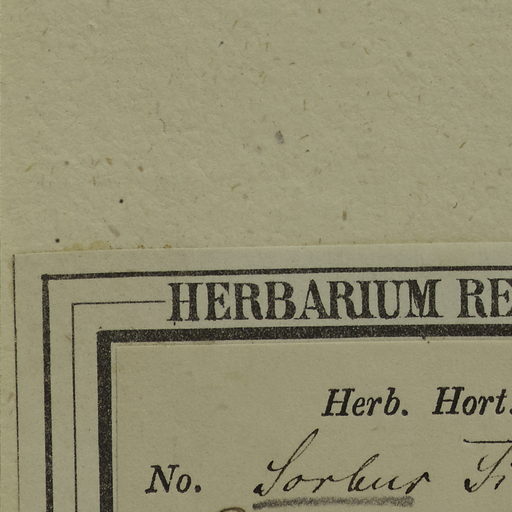 HERBARIUM RE
Herb. Hort.
No. Sorbus